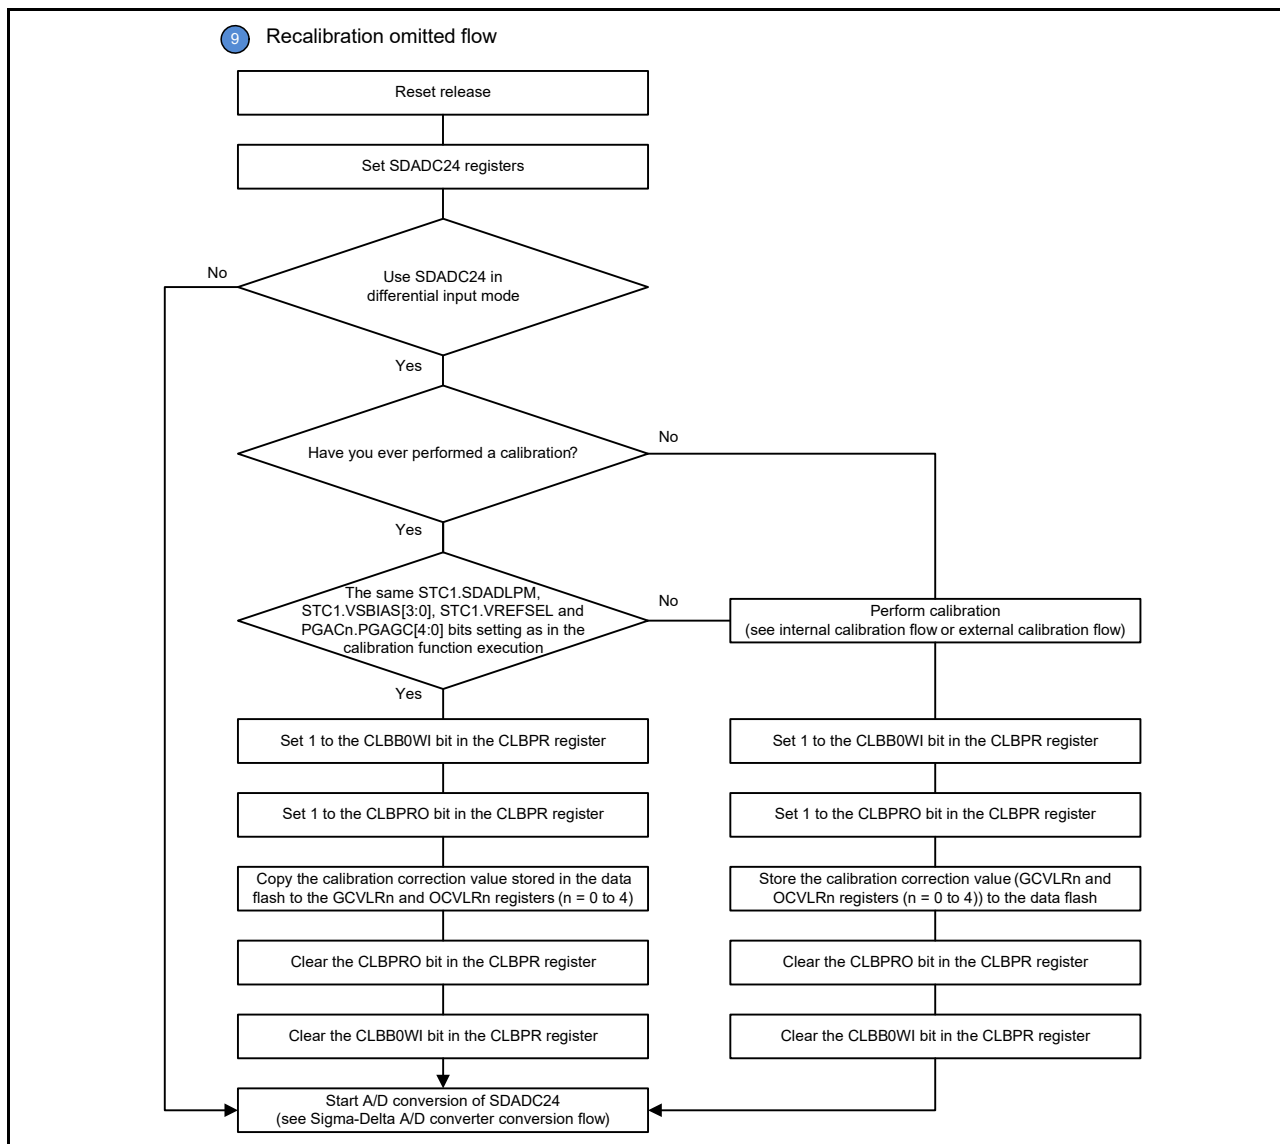 9 Recalibration omitted flow
Reset release
Set SDADC24 registers
Use SDADC24 in
differential input mode
No
Yes
Have you ever performed a calibration?
No
Yes
The same STC1.SDADLPM,
STC1.VSBIAS[3:0], STC1.VREFSEL and
PGACn.PGAGC[4:0] bits setting as in the
calibration function execution
No
Perform calibration
(see internal calibration flow or external calibration flow)
Yes
Set 1 to the CLBB0WI bit in the CLBPR register
Set 1 to the CLBPRO bit in the CLBPR register
Copy the calibration correction value stored in the data
flash to the GCVLRn and OCVLRn registers (n = 0 to 4)
Clear the CLBPRO bit in the CLBPR register
Clear the CLBB0WI bit in the CLBPR register
Set 1 to the CLBB0WI bit in the CLBPR register
Set 1 to the CLBPRO bit in the CLBPR register
Store the calibration correction value (GCVLRn and
OCVLRn registers (n = 0 to 4)) to the data flash
Clear the CLBPRO bit in the CLBPR register
Clear the CLBB0WI bit in the CLBPR register
Start A/D conversion of SDADC24
(see Sigma-Delta A/D converter conversion flow)